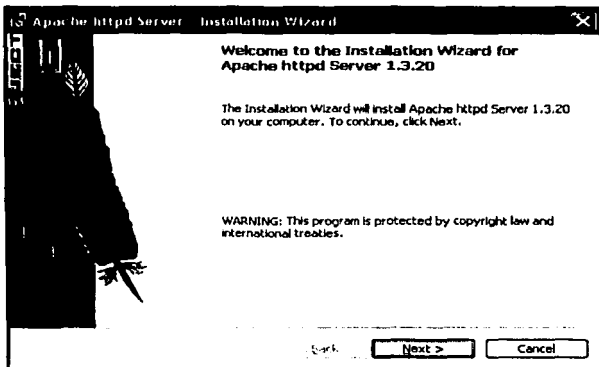 Apache httpd Server - Installation Wizard
Welcome to the Installation Wizard for
Apache httpd Server 1.3.20
The Installation Wizard will install Apache httpd Server 1.3.20
on your computer. To continue, click Next.
WARNING: This program is protected by copyright law and
international treaties.
Back
Next >
Cancel